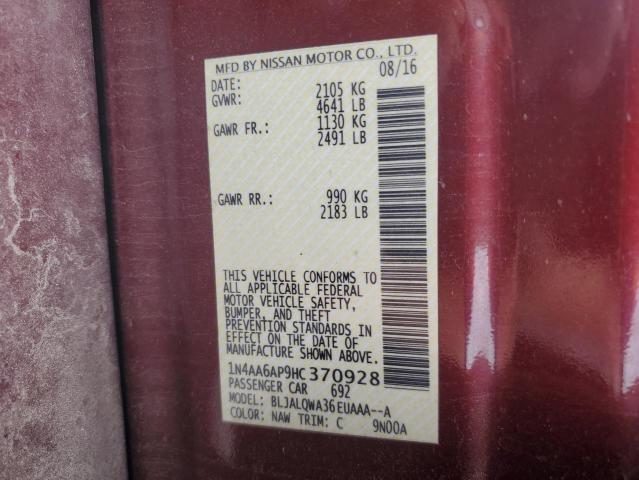 MFD BY NISSAN MOTOR CO., LTD.
DATE: 08/16
GVWR: 2105 KG
4641 LB
GAWR FR.: 1130 KG
2491 LB
GAWR RR.: 990 KG
2183 LB
THIS VEHICLE CONFORMS TO
ALL APPLICABLE FEDERAL
MOTOR VEHICLE SAFETY,
BUMPER, AND THEFT
PREVENTION STANDARDS IN
EFFECT ON THE DATE OF
MANUFACTURE SHOWN ABOVE.
1N4AA6AP9HC370928
PASSENGER CAR 692
MODEL: BLJALQWA36EUAAA--A
COLOR: NAW TRIM: C 9N00A